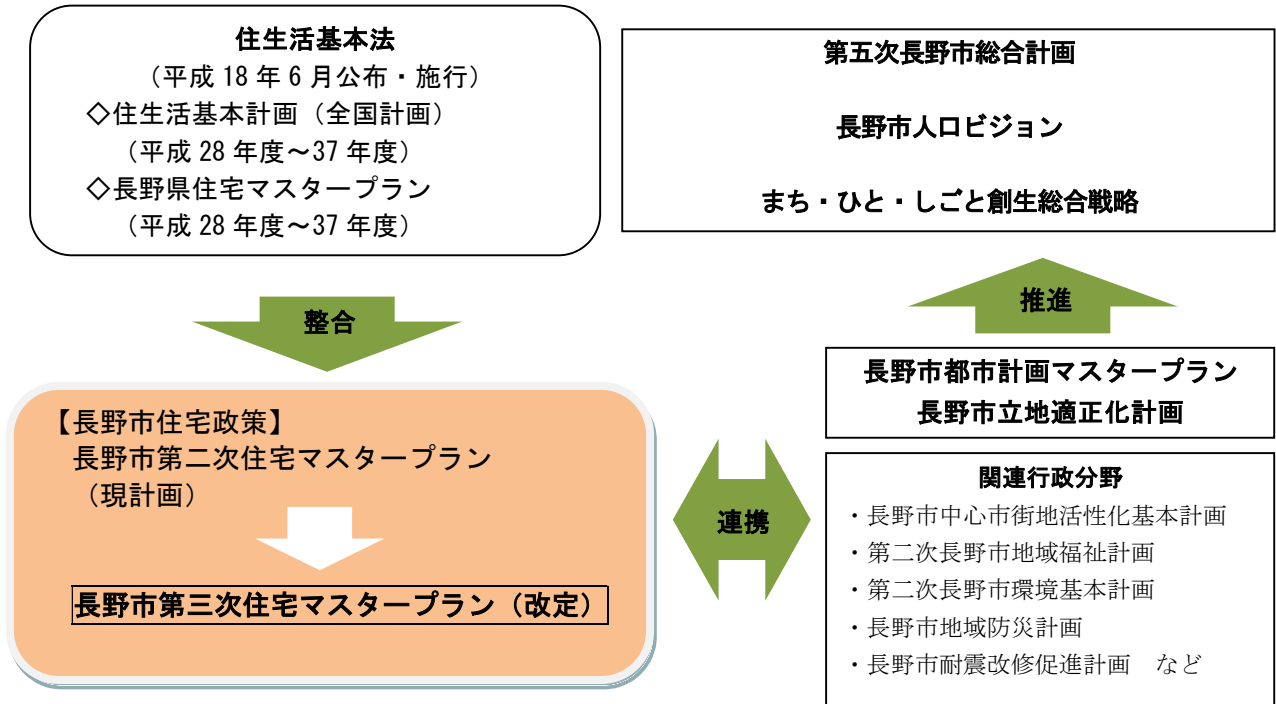 住生活基本法
（平成 18 年 6 月公布・施行）
◇住生活基本計画（全国計画）
（平成 28 年度～37 年度）
◇長野県住宅マスタープラン
（平成 28 年度～37 年度）
第五次長野市総合計画
長野市人口ビジョン
まち・ひと・しごと創生総合戦略
整合
推進
【長野市住宅政策】
長野市第二次住宅マスタープラン
（現計画）
長野市第三次住宅マスタープラン（改定）
連携
長野市都市計画マスタープラン
長野市立地適正化計画
関連行政分野
・長野市中心市街地活性化基本計画
・第二次長野市地域福祉計画
・第二次長野市環境基本計画
・長野市地域防災計画
・長野市耐震改修促進計画　など